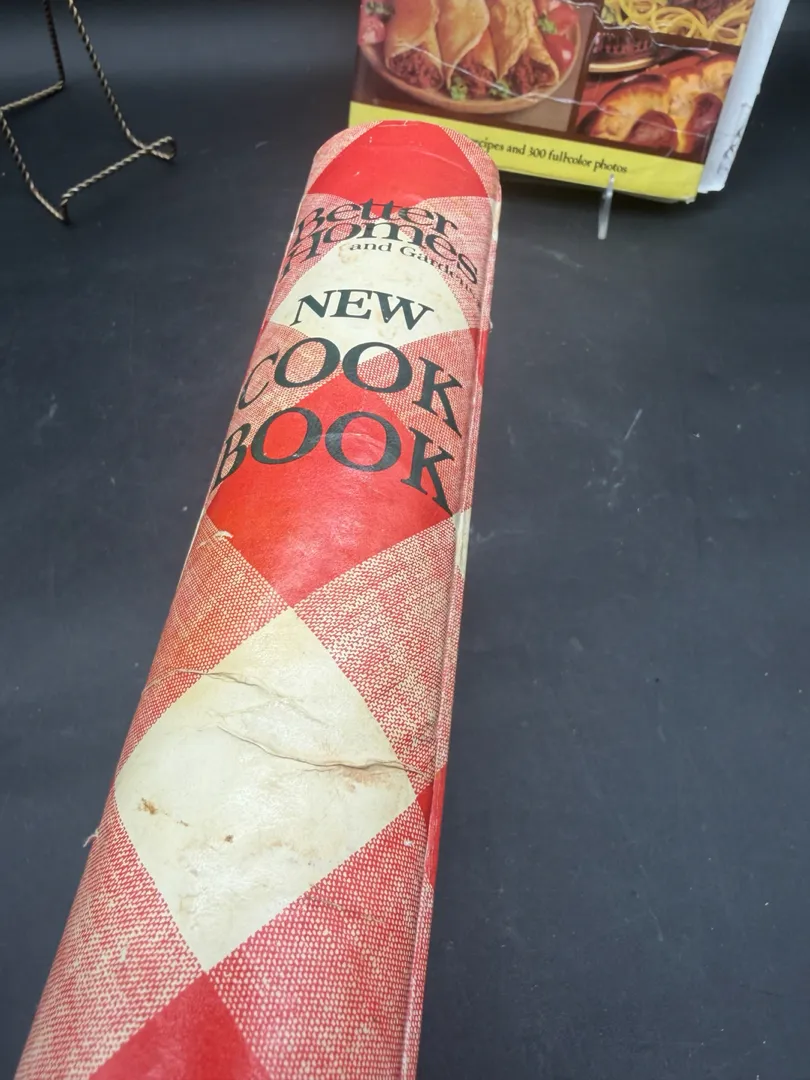 recipes and 300 full-color photos
Better
Homes
and Gardens
NEW
COOK
BOOK